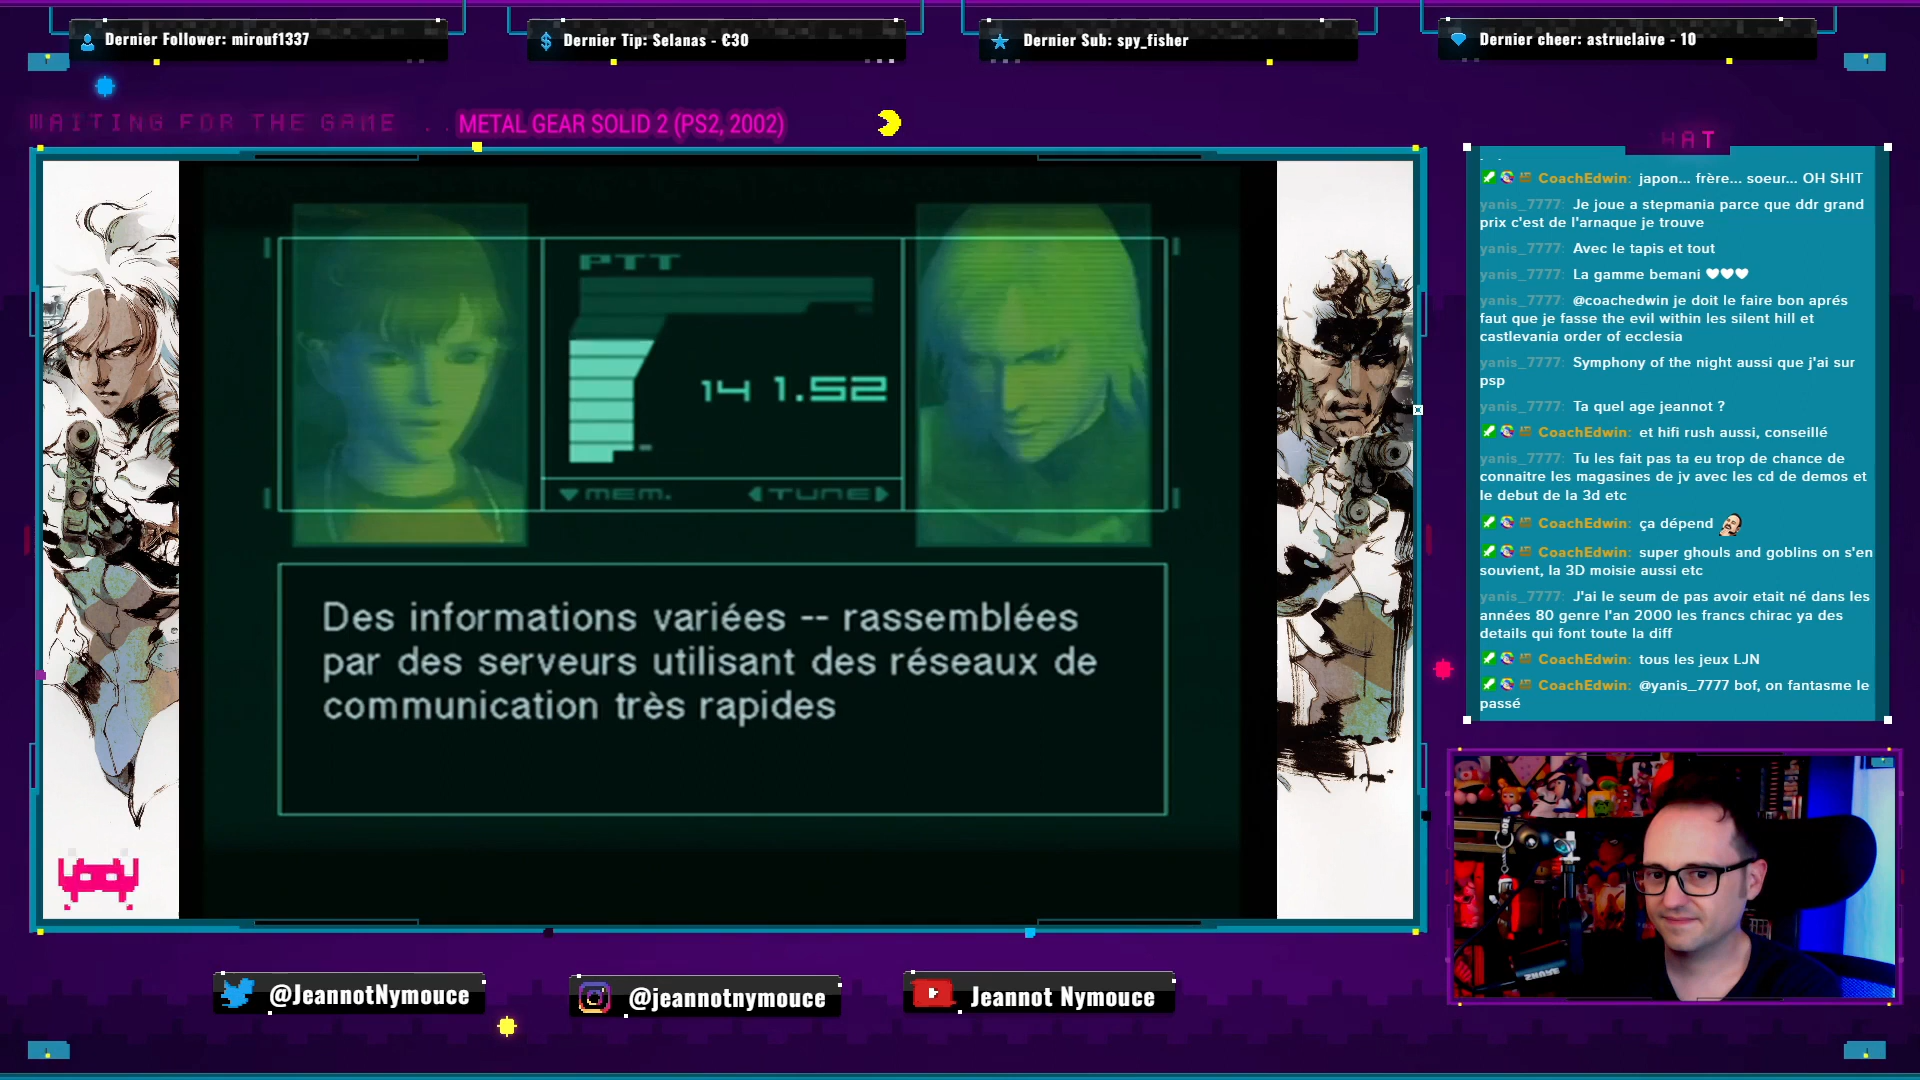 Dernier Follower: mirouf1337
Dernier Tip: Selanas - €30
Dernier Sub: spy_fisher
Dernier cheer: astruclaive - 10
WAITING FOR THE GAME ..
METAL GEAR SOLID 2 (PS2, 2002)
HAT
CoachEdwin: japon... frère... soeur... OH SHIT
yanis_7777: Je joue a stepmania parce que ddr grand
prix c'est de l'arnaque je trouve
yanis_7777: Avec le tapis et tout
yanis_7777: La gamme bemani ♥♥♥
yanis_7777: @coachedwin je doit le faire bon aprés
faut que je fasse the evil within les silent hill et
castlevania order of ecclesia
yanis_7777: Symphony of the night aussi que j'ai sur
psp
yanis_7777: Ta quel age jeannot ?
CoachEdwin: et hifi rush aussi, conseillé
yanis_7777: Tu les fait pas ta eu trop de chance de
connaitre les magasines de jv avec les cd de demos et
le debut de la 3d etc
CoachEdwin: ça dépend
CoachEdwin: super ghouls and goblins on s'en
souvient, la 3D moisie aussi etc
yanis_7777: J'ai le seum de pas avoir etait né dans les
années 80 genre l'an 2000 les francs chirac ya des
details qui font toute la diff
CoachEdwin: tous les jeux LJN
CoachEdwin: @yanis_7777 bof, on fantasme le
passé
PTT
141.52
MEM.
TUNE
Des informations variées -- rassemblées
par des serveurs utilisant des réseaux de
communication très rapides
@JeannotNymouce
@jeannotnymouce
Jeannot Nymouce